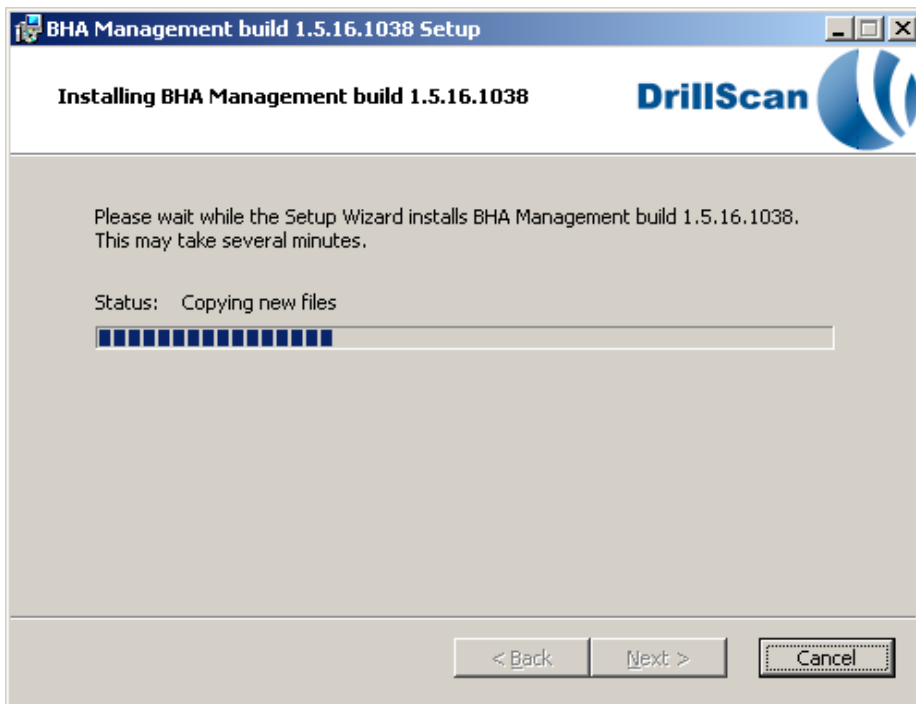 BHA Management build 1.5.16.1038 Setup
Installing BHA Management build 1.5.16.1038
DrillScan
Please wait while the Setup Wizard installs BHA Management build 1.5.16.1038.
This may take several minutes.
Status: Copying new files
< Back Next > Cancel